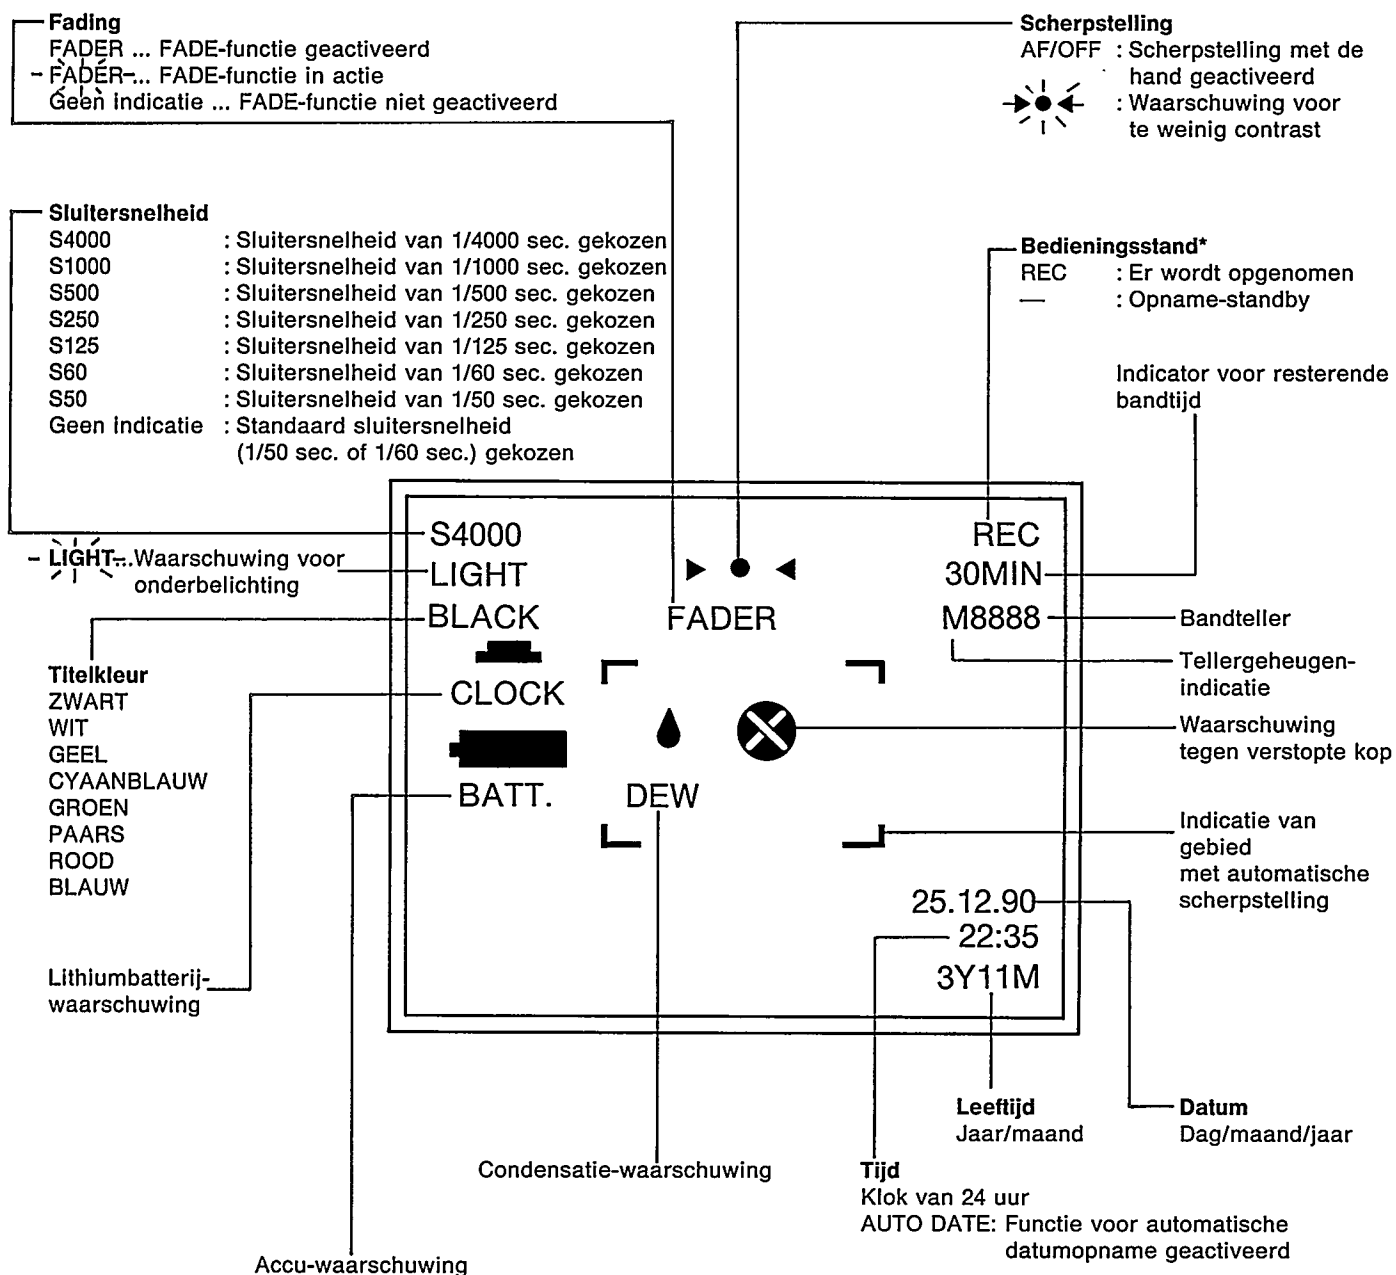 Fading
FADER ... FADE-functie geactiveerd
FADER ... FADE-functie in actie
Geen indicatie ... FADE-functie niet geactiveerd
Scherpstelling
AF/OFF : Scherpstelling met de
hand geactiveerd
: Waarschuwing voor
te weinig contrast
Sluitersnelheid
S4000 : Sluitersnelheid van 1/4000 sec. gekozen
S1000 : Sluitersnelheid van 1/1000 sec. gekozen
S500 : Sluitersnelheid van 1/500 sec. gekozen
S250 : Sluitersnelheid van 1/250 sec. gekozen
S125 : Sluitersnelheid van 1/125 sec. gekozen
S60 : Sluitersnelheid van 1/60 sec. gekozen
S50 : Sluitersnelheid van 1/50 sec. gekozen
Geen indicatie : Standaard sluitersnelheid
(1/50 sec. of 1/60 sec.) gekozen
Bedieningsstand*
REC : Er wordt opgenomen
— : Opname-standby
Indicator voor resterende
bandtijd
LIGHT...Waarschuwing voor
onderbelichting
Titelkleur
ZWART
WIT
GEEL
CYAANBLAUW
GROEN
PAARS
ROOD
BLAUW
Lithiumbatterij-
waarschuwing
S4000
LIGHT
BLACK
CLOCK
BATT.
FADER
DEW
REC
30MIN
M8888
25.12.90
22:35
3Y11M
Bandteller
Tellergeheugen-
indicatie
Waarschuwing
tegen verstopte kop
Indicatie van
gebied
met automatische
scherpstelling
Leeftijd
Jaar/maand
Datum
Dag/maand/jaar
Condensatie-waarschuwing
Tijd
Klok van 24 uur
AUTO DATE: Functie voor automatische
datumopname geactiveerd
Accu-waarschuwing